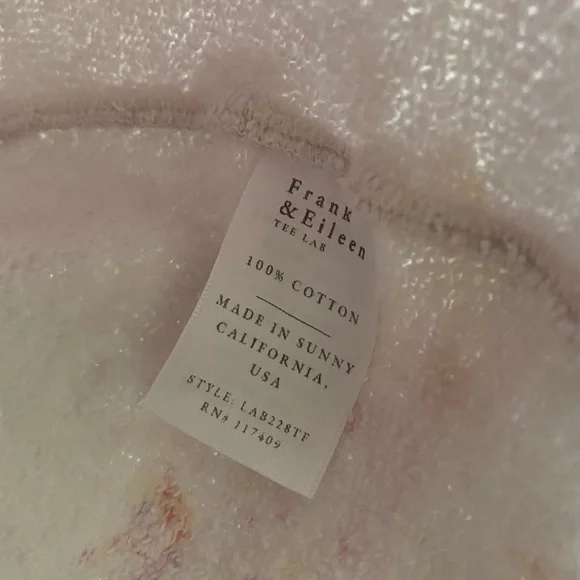 Frank
& Eileen
TEE LAB
100% COTTON
MADE IN SUNNY
CALIFORNIA,
USA
STYLE: LAB228TF
RN# 117409